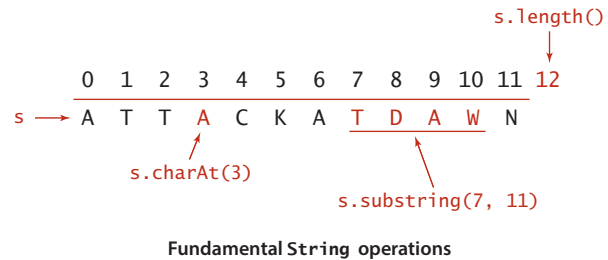 s.length()
0 1 2 3 4 5 6 7 8 9 10 11 12
s A T T A C K A T D A W N
s.charAt(3)
s.substring(7, 11)
Fundamental String operations